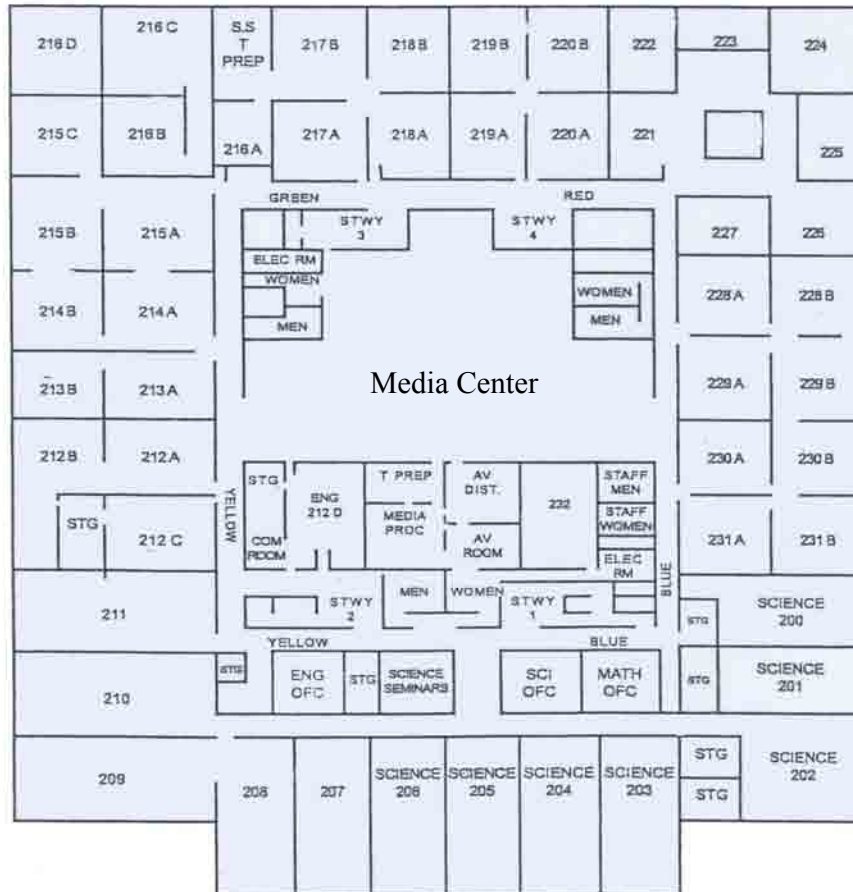 216 D
216 C
S.S
T
PREP
217 B
218 B
219 B
220 B
222
223
224
215 C
216 B
216 A
217 A
218 A
219 A
220 A
221
225
GREEN
RED
215 B
215 A
STWY
3
STWY
4
227
226
ELEC RM
WOMEN
MEN
WOMEN
MEN
214 B
214 A
228 A
228 B
213 B
213 A
Media Center
229 A
229 B
212 B
212 A
230 A
230 B
STG
ENG
212 D
T PREP
MEDIA
PROC
AV
DIST.
AV
ROOM
232
STAFF
MEN
STAFF
WOMEN
ELEC
RM
YELLOW
STG
212 C
COM
ROOM
231 A
231 B
BLUE
211
STWY
2
MEN
WOMEN
STWY
1
STG
SCIENCE
200
YELLOW
BLUE
210
STG
ENG
OFC
STG
SCIENCE
SEMINARS
SCI
OFC
MATH
OFC
STG
SCIENCE
201
209
208
207
SCIENCE
206
SCIENCE
205
SCIENCE
204
SCIENCE
203
STG
STG
SCIENCE
202